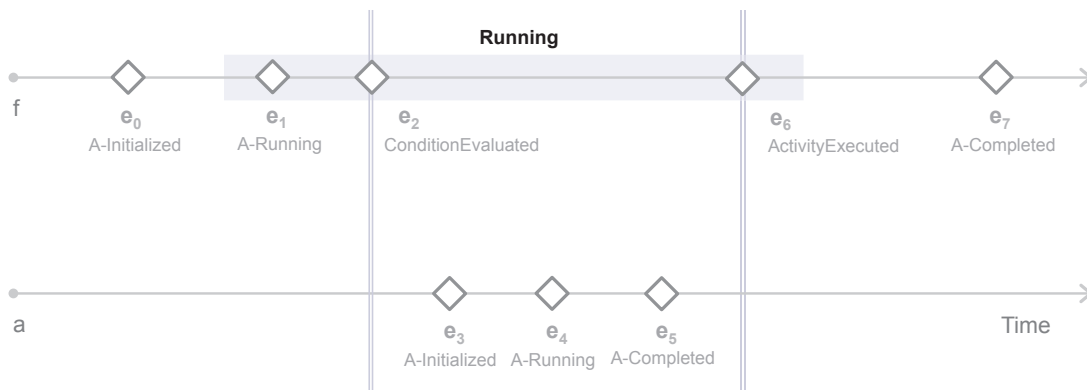 Running
f
e0 e1 e2 e6 e7
A-Initialized A-Running ConditionEvaluated ActivityExecuted A-Completed
a Time
e3 e4 e5
A-Initialized A-Running A-Completed